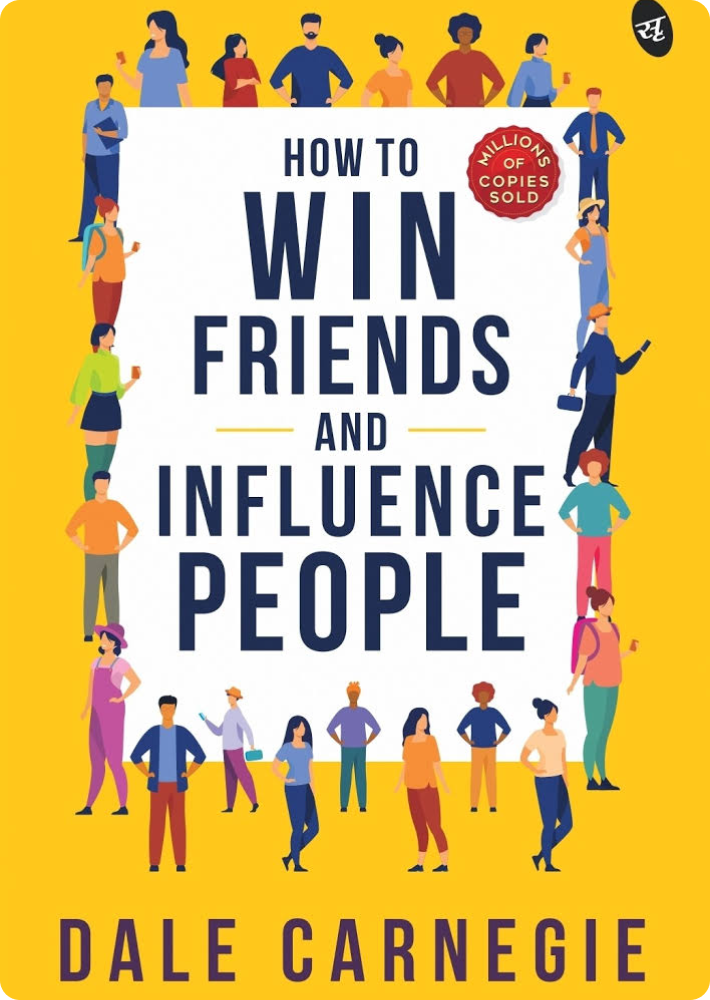 सृ
HOW TO
MILLIONS
OF
COPIES
SOLD
WIN
FRIENDS
AND
INFLUENCE
PEOPLE
DALE CARNEGIE